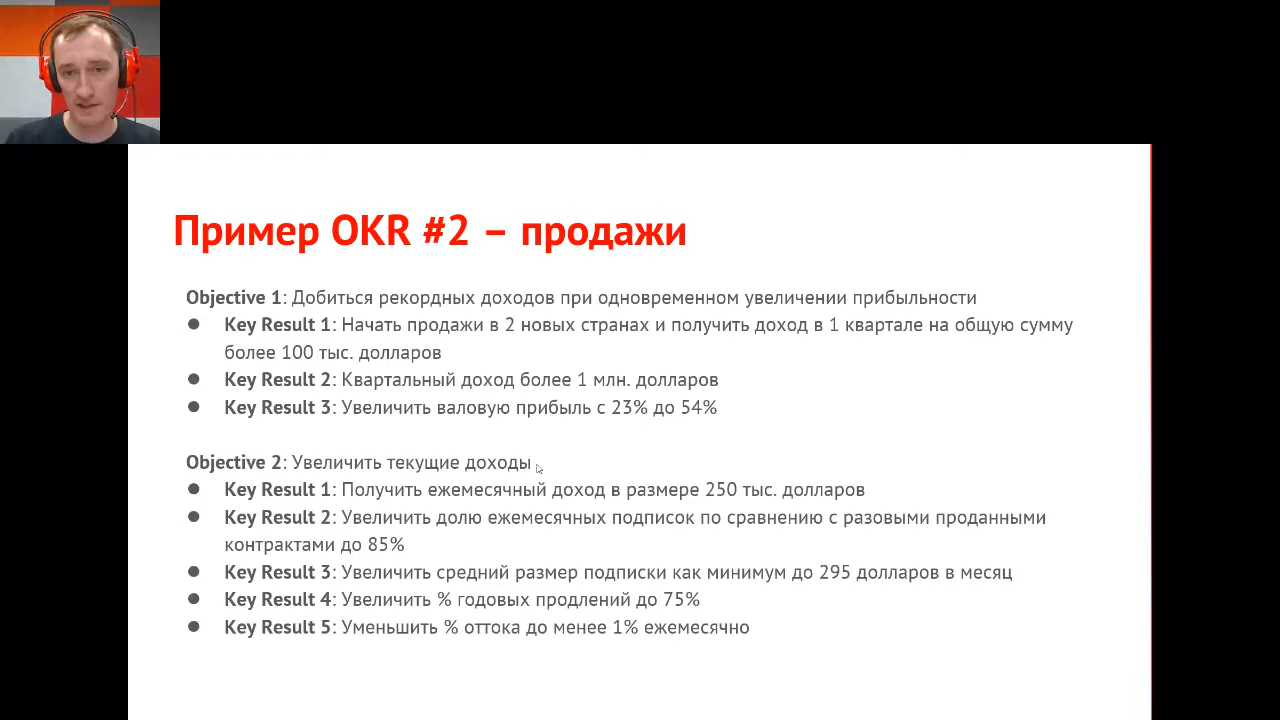 Пример OKR #2 – продажи
Objective 1: Добиться рекордных доходов при одновременном увеличении прибыльности
● Key Result 1: Начать продажи в 2 новых странах и получить доход в 1 квартале на общую сумму
более 100 тыс. долларов
● Key Result 2: Квартальный доход более 1 млн. долларов
● Key Result 3: Увеличить валовую прибыль с 23% до 54%
Objective 2: Увеличить текущие доходы
● Key Result 1: Получить ежемесячный доход в размере 250 тыс. долларов
● Key Result 2: Увеличить долю ежемесячных подписок по сравнению с разовыми проданными
контрактами до 85%
● Key Result 3: Увеличить средний размер подписки как минимум до 295 долларов в месяц
● Key Result 4: Увеличить % годовых продлений до 75%
● Key Result 5: Уменьшить % оттока до менее 1% ежемесячно